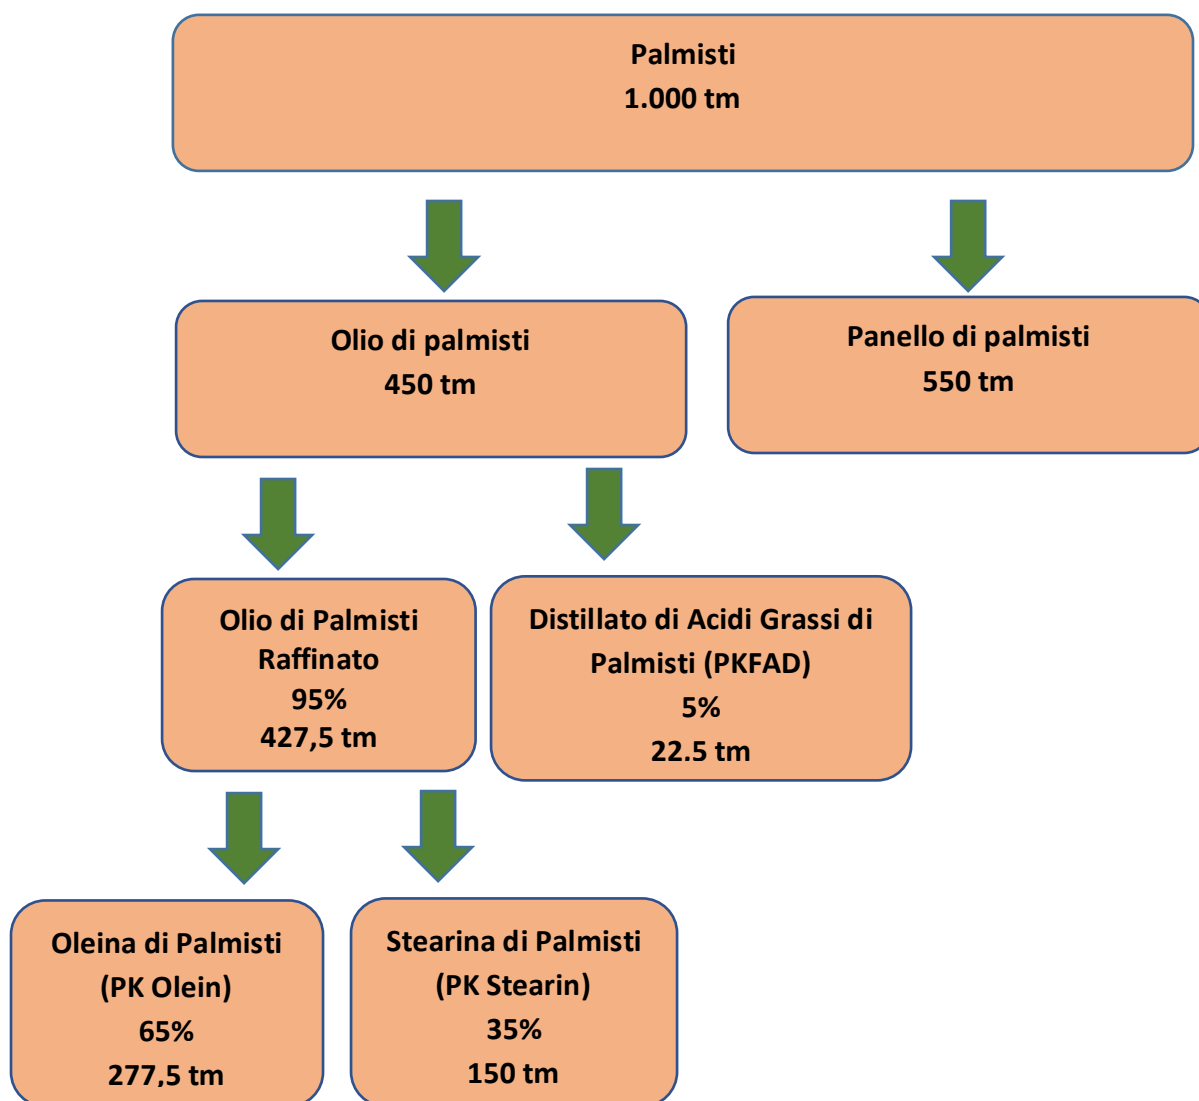 Palmisti
1.000 tm
Olio di palmisti
450 tm
Panello di palmisti
550 tm
Olio di Palmisti
Raffinato
95%
427,5 tm
Distillato di Acidi Grassi di
Palmisti (PKFAD)
5%
22.5 tm
Oleina di Palmisti
(PK Olein)
65%
277,5 tm
Stearina di Palmisti
(PK Stearin)
35%
150 tm